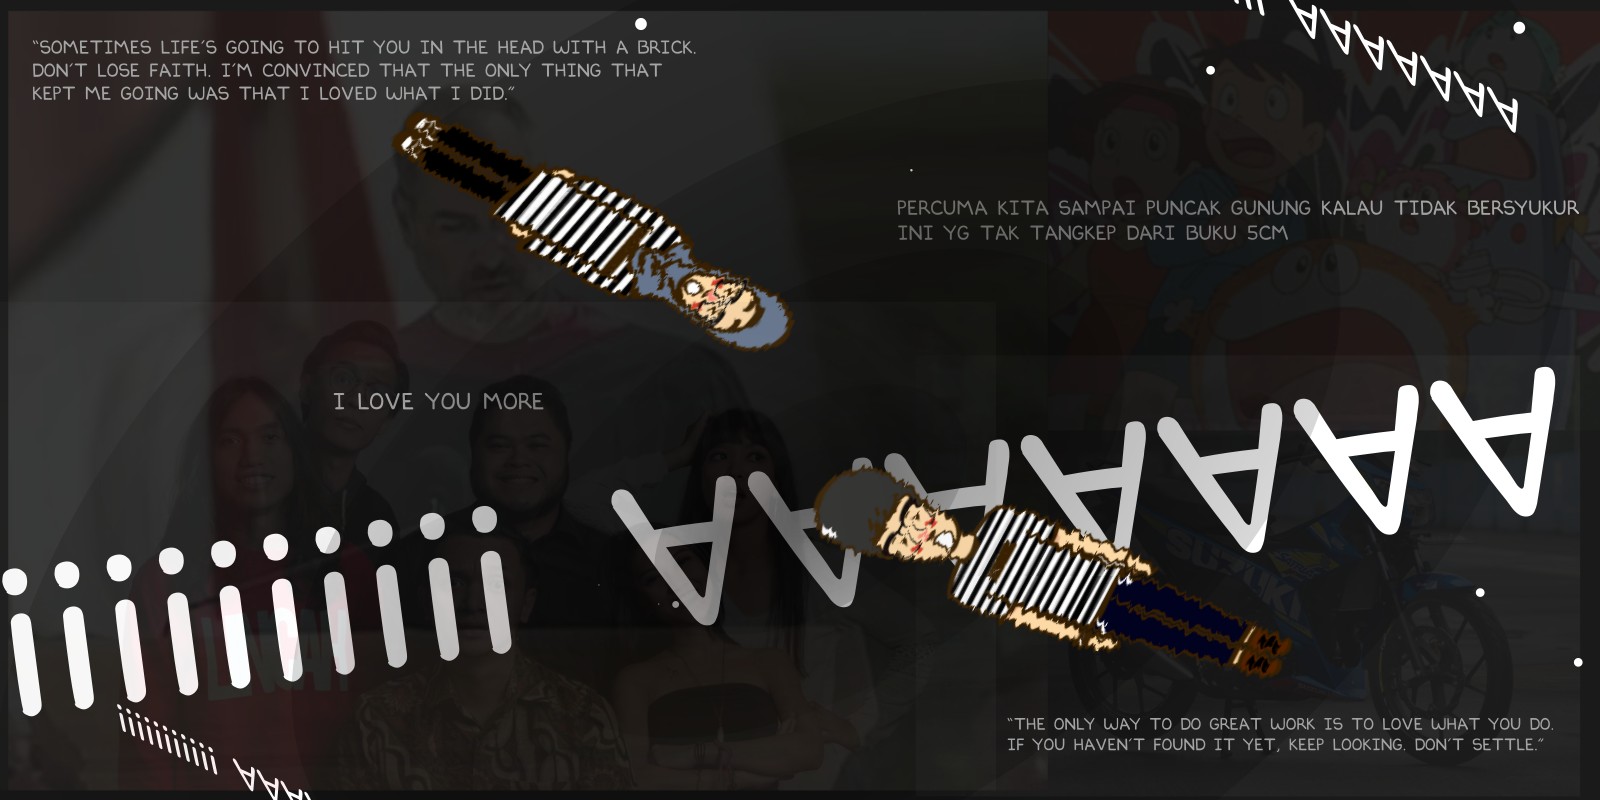 “SOMETIMES LIFE'S GOING TO HIT YOU IN THE HEAD WITH A BRICK.
DON'T LOSE FAITH. I'M CONVINCED THAT THE ONLY THING THAT
KEPT ME GOING WAS THAT I LOVED WHAT I DID.”
AAAAAAA
PERCUMA KITA SAMPAI PUNCAK GUNUNG KALAU TIDAK BERSYUKUR
INI YG TAK TANGKEP DARI BUKU 5CM
I LOVE YOU MORE
AAAAAAA
iiiiiiiiii
SUZUKI
iiiiiiiiii AAA
“THE ONLY WAY TO DO GREAT WORK IS TO LOVE WHAT YOU DO.
IF YOU HAVEN'T FOUND IT YET, KEEP LOOKING. DON'T SETTLE.”